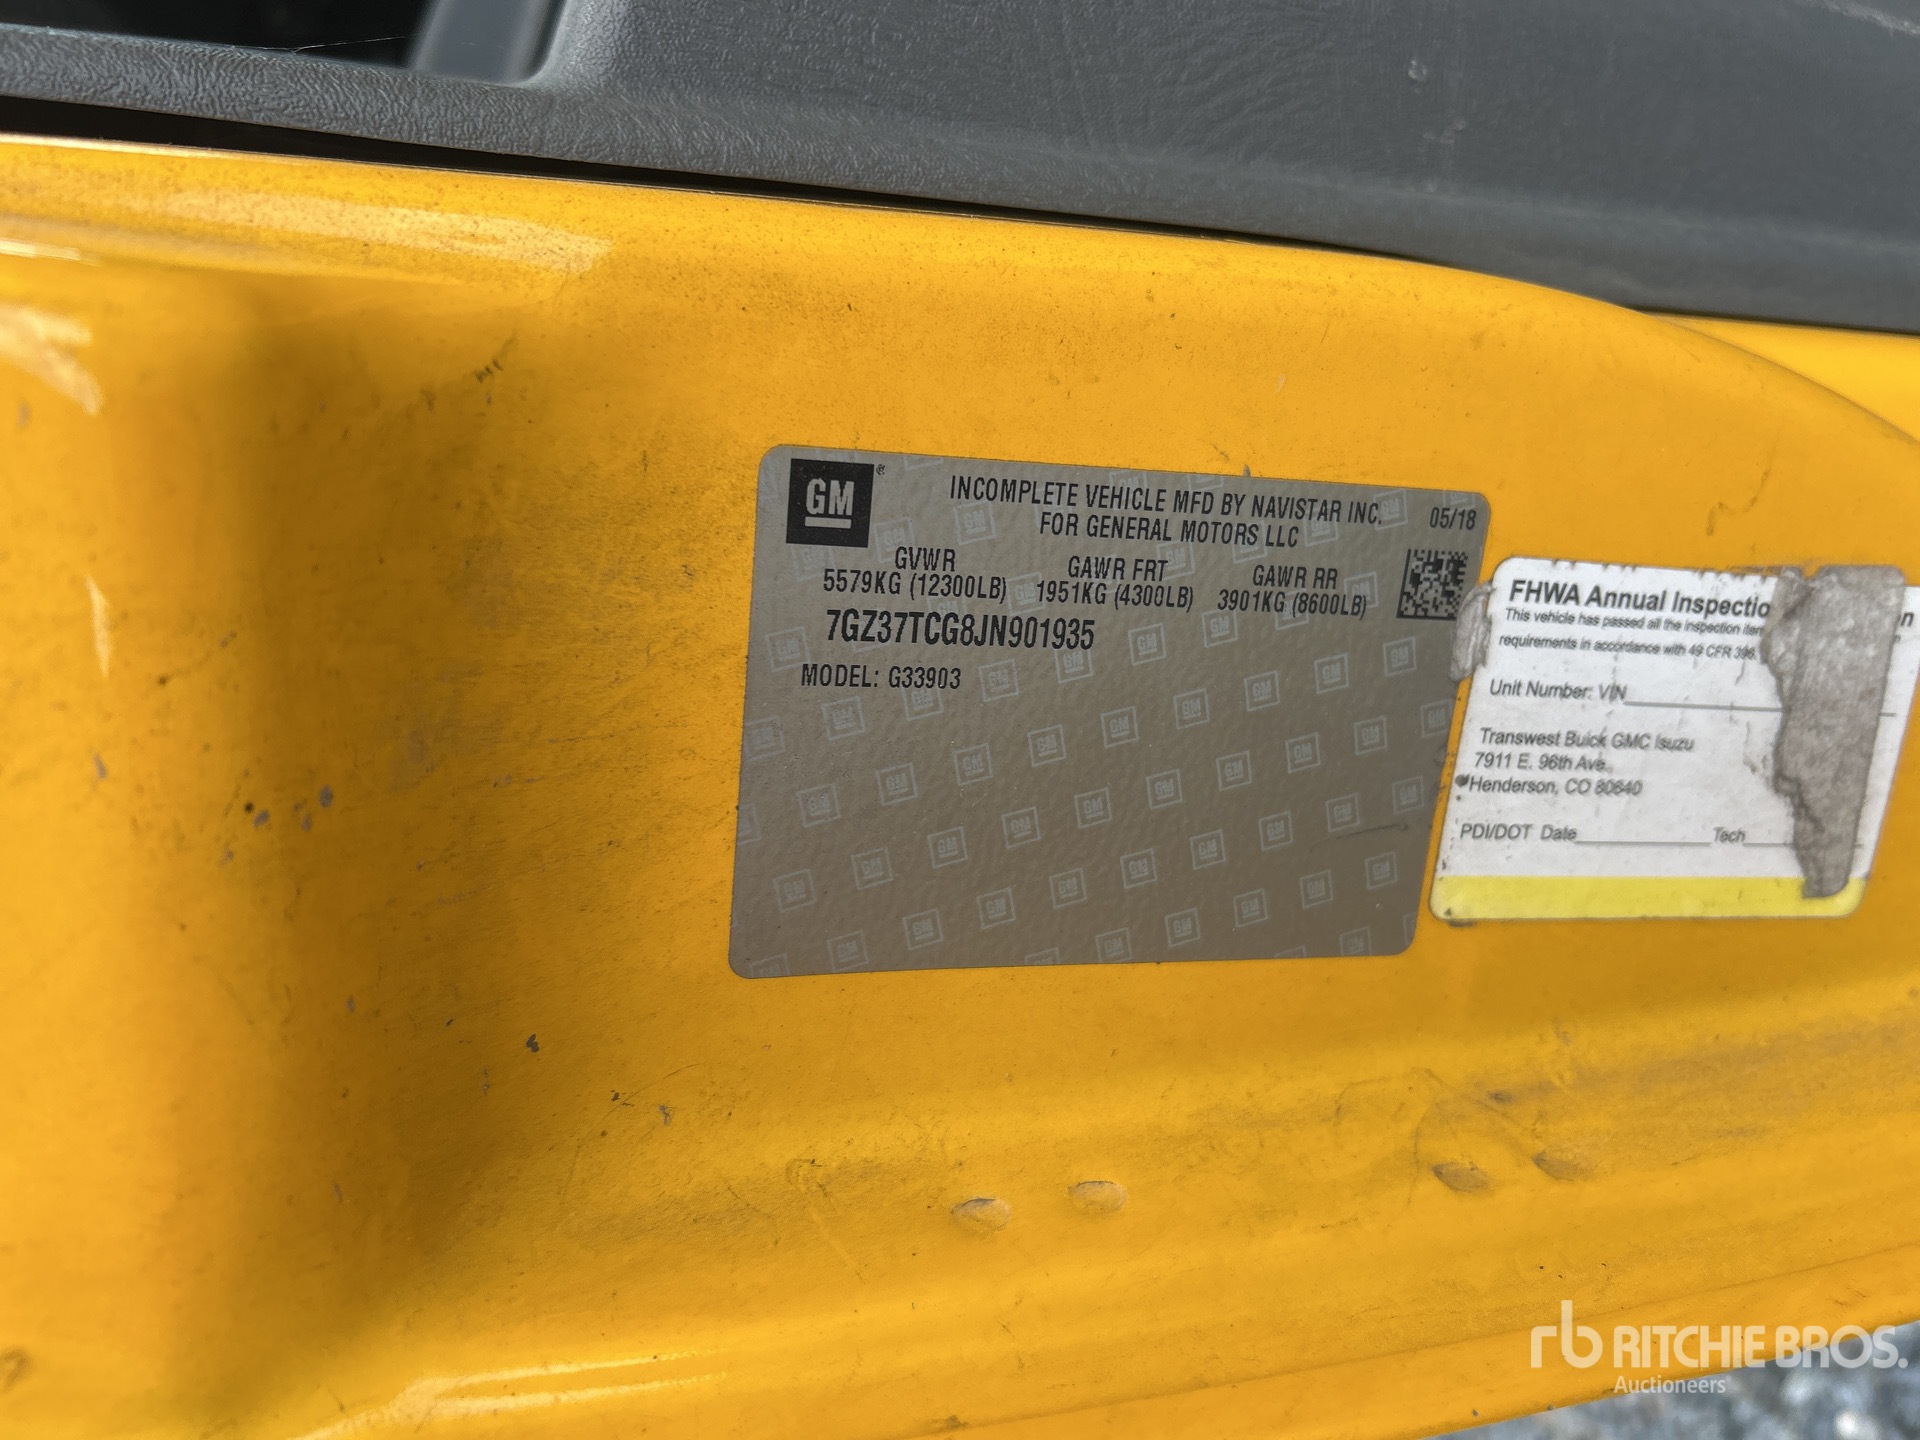 GM®
INCOMPLETE VEHICLE MFD BY NAVISTAR INC.
FOR GENERAL MOTORS LLC
05/18
GVWR
5579KG (12300LB)
GAWR FRT
1951KG (4300LB)
GAWR RR
3901KG (8600LB)
7GZ37TCG8JN901935
MODEL: G33903
FHWA Annual Inspectio on
This vehicle has passed all the inspection
requirements in accordance with 49 CFR 396.
Unit Number: VIN
Transwest Buick GMC Isuzu
7911 E. 96th Ave.
Henderson, CO 80640
PDI/DOT Date Tech
rb RITCHIE BROS.
Auctioneers